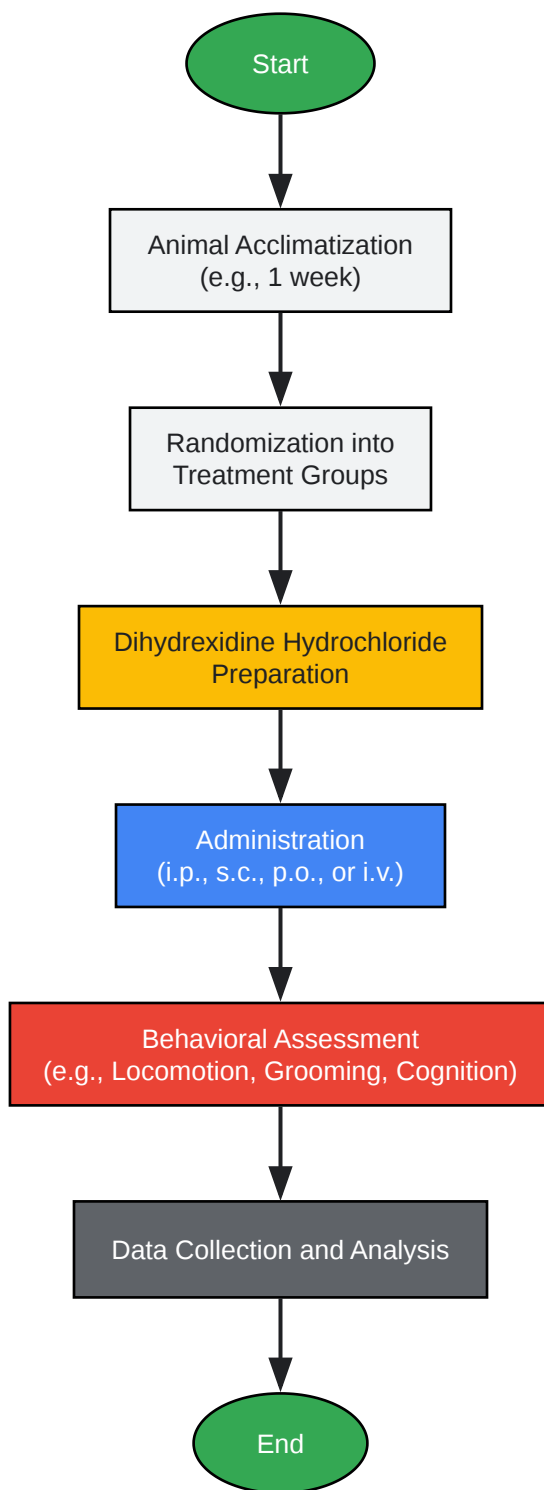 Start
Animal Acclimatization
(e.g., 1 week)
Randomization into
Treatment Groups
Dihydrexidine Hydrochloride
Preparation
Administration
(i.p., s.c., p.o., or i.v.)
Behavioral Assessment
(e.g., Locomotion, Grooming, Cognition)
Data Collection and Analysis
End